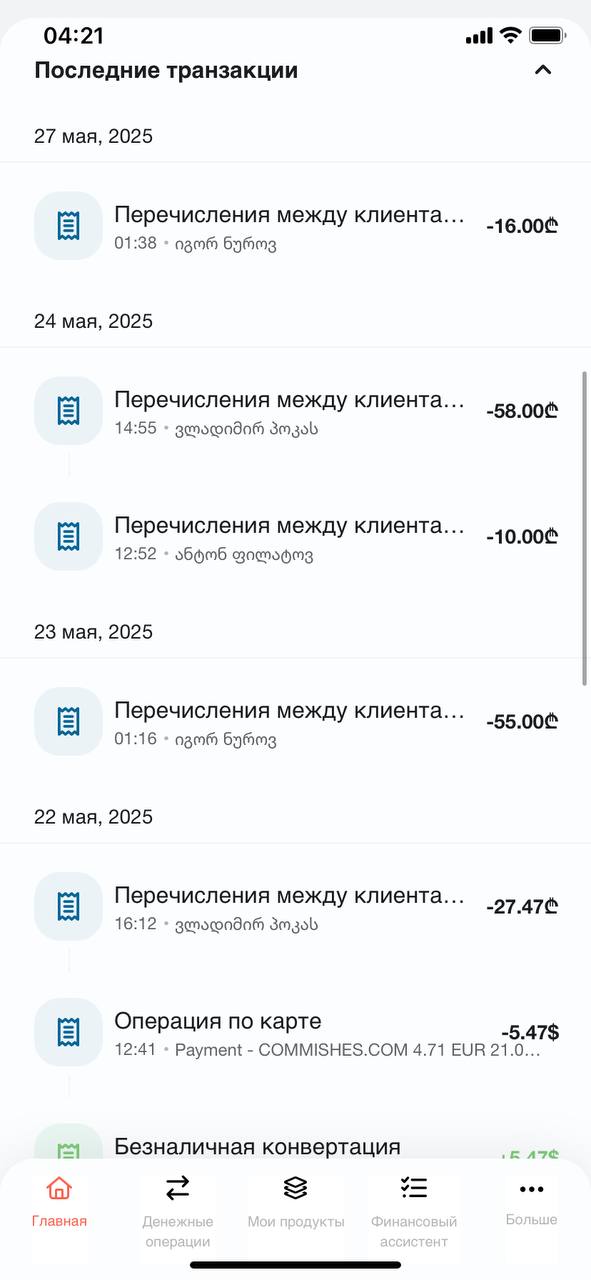 04:21
Последние транзакции
27 мая, 2025
Перечисления между клиента...
-16.00₾
01:38 • იგორ ნუროვ
24 мая, 2025
Перечисления между клиента...
-58.00₾
14:55 • ვლადიმირ პოკას
Перечисления между клиента...
-10.00₾
12:52 • ანტონ ფილატოვ
23 мая, 2025
Перечисления между клиента...
-55.00₾
01:16 • იგორ ნუროვ
22 мая, 2025
Перечисления между клиента...
-27.47₾
16:12 • ვლადიმირ პოკას
Операция по карте
-5.47$
12:41 • Payment - COMMISHES.COM 4.71 EUR 21.0...
Безналичная конвертация
+5.47$
Главная
Денежные операции
Мои продукты
Финансовый ассистент
Больше